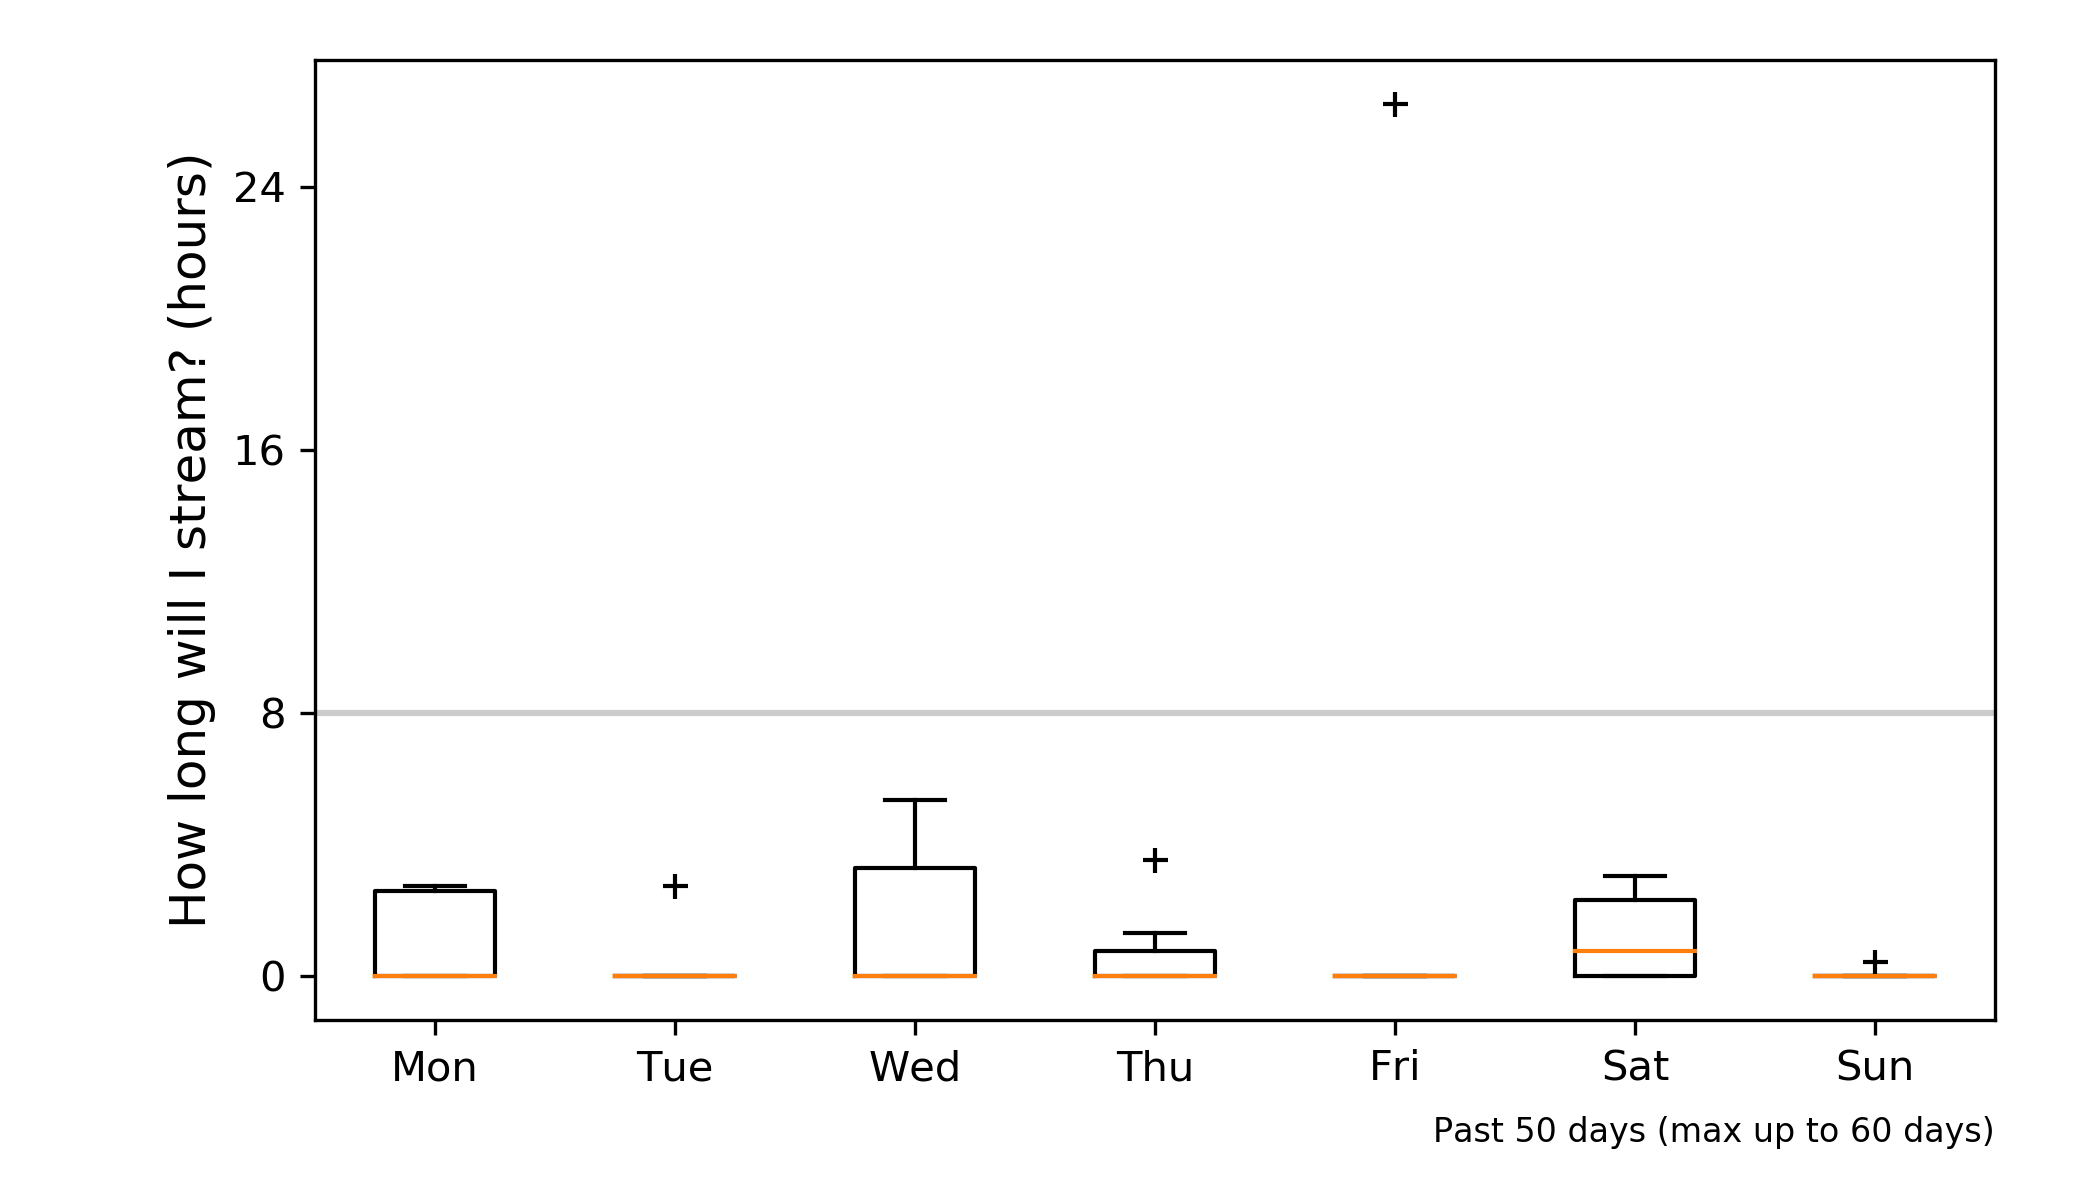 How long will I stream? (hours)
24
16
8
0
Mon Tue Wed Thu Fri Sat Sun
Past 50 days (max up to 60 days)